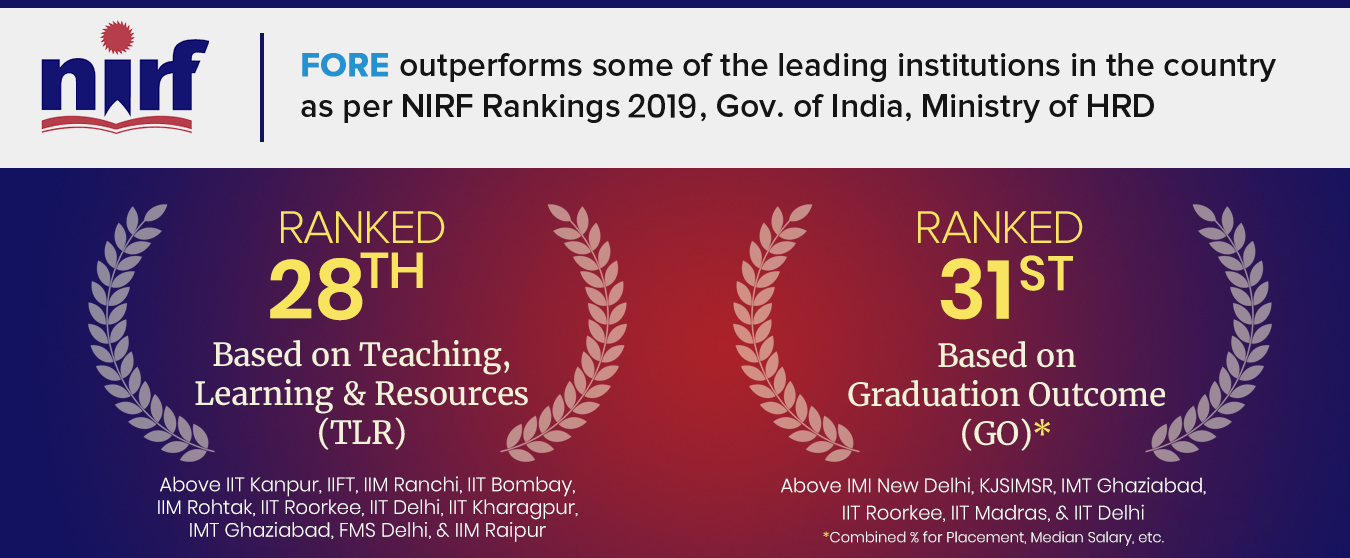 nirf
FORE outperforms some of the leading institutions in the country
as per NIRF Rankings 2019, Gov. of India, Ministry of HRD
RANKED
28TH
Based on Teaching,
Learning & Resources
(TLR)
Above IIT Kanpur, IIFT, IIM Ranchi, IIT Bombay,
IIM Rohtak, IIT Roorkee, IIT Delhi, IIT Kharagpur,
IMT Ghaziabad, FMS Delhi, & IIM Raipur
RANKED
31ST
Based on
Graduation Outcome
(GO)*
Above IMI New Delhi, KJSIMSR, IMT Ghaziabad,
IIT Roorkee, IIT Madras, & IIT Delhi
*Combined % for Placement, Median Salary, etc.